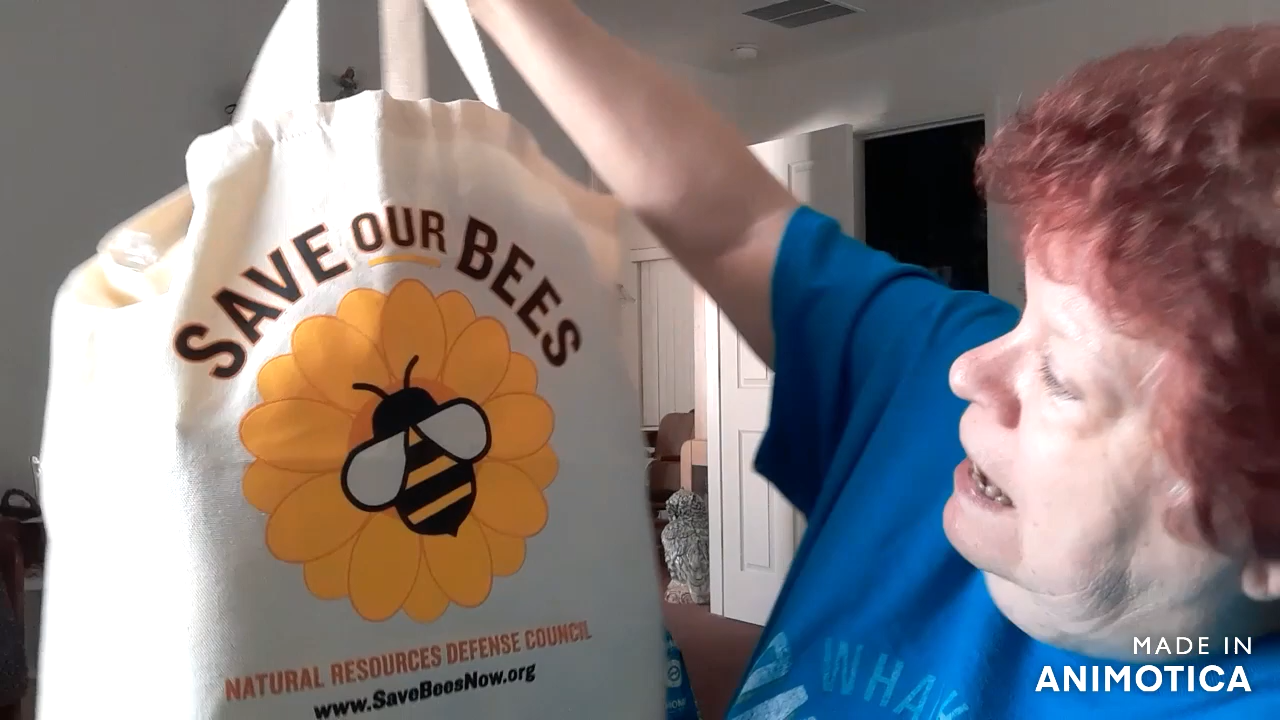 SAVE OUR BEES
NATURAL RESOURCES DEFENSE COUNCIL
www.SaveBeesNow.org
MADE IN
ANIMOTICA